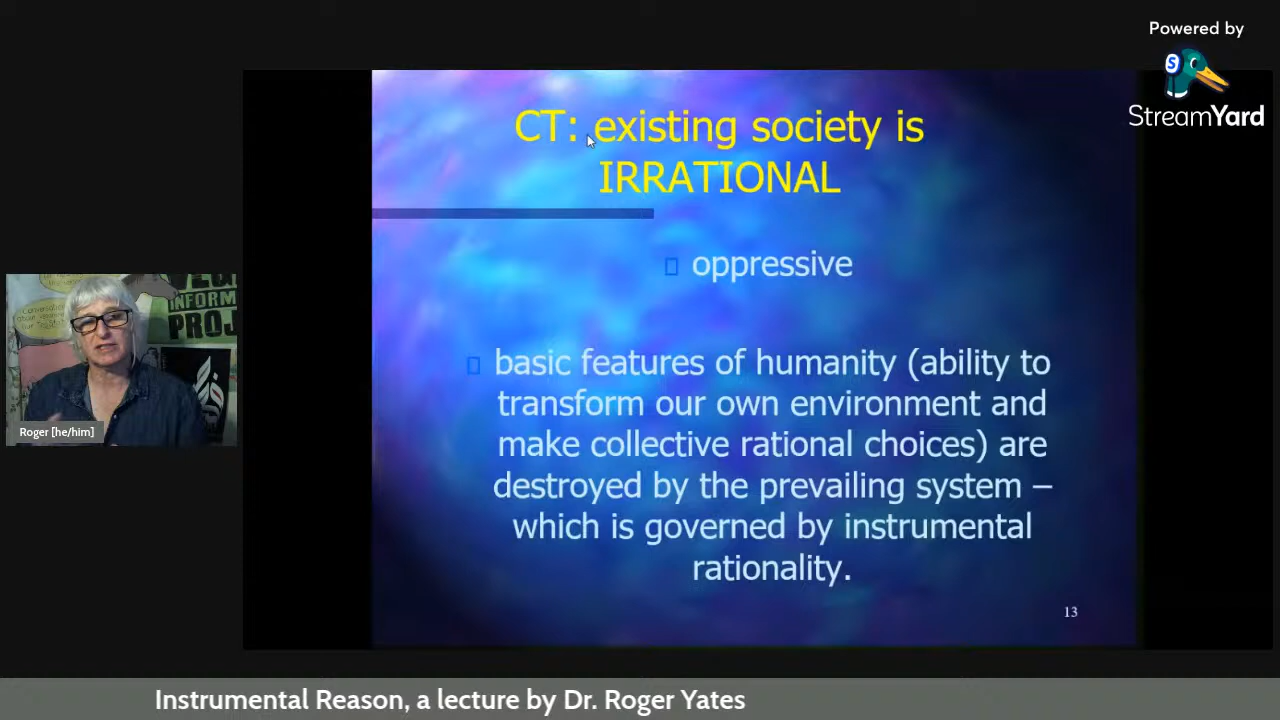 Powered by
S
StreamYard
CT: existing society is
IRRATIONAL
oppressive
basic features of humanity (ability to
transform our own environment and
make collective rational choices) are
destroyed by the prevailing system –
which is governed by instrumental
rationality.
13
INFORM
PROJ
Roger [he/him]
Instrumental Reason, a lecture by Dr. Roger Yates